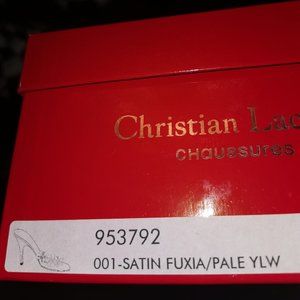 Christian Lac
CHAUSSURES
953792
001-SATIN FUXIA/PALE YLW